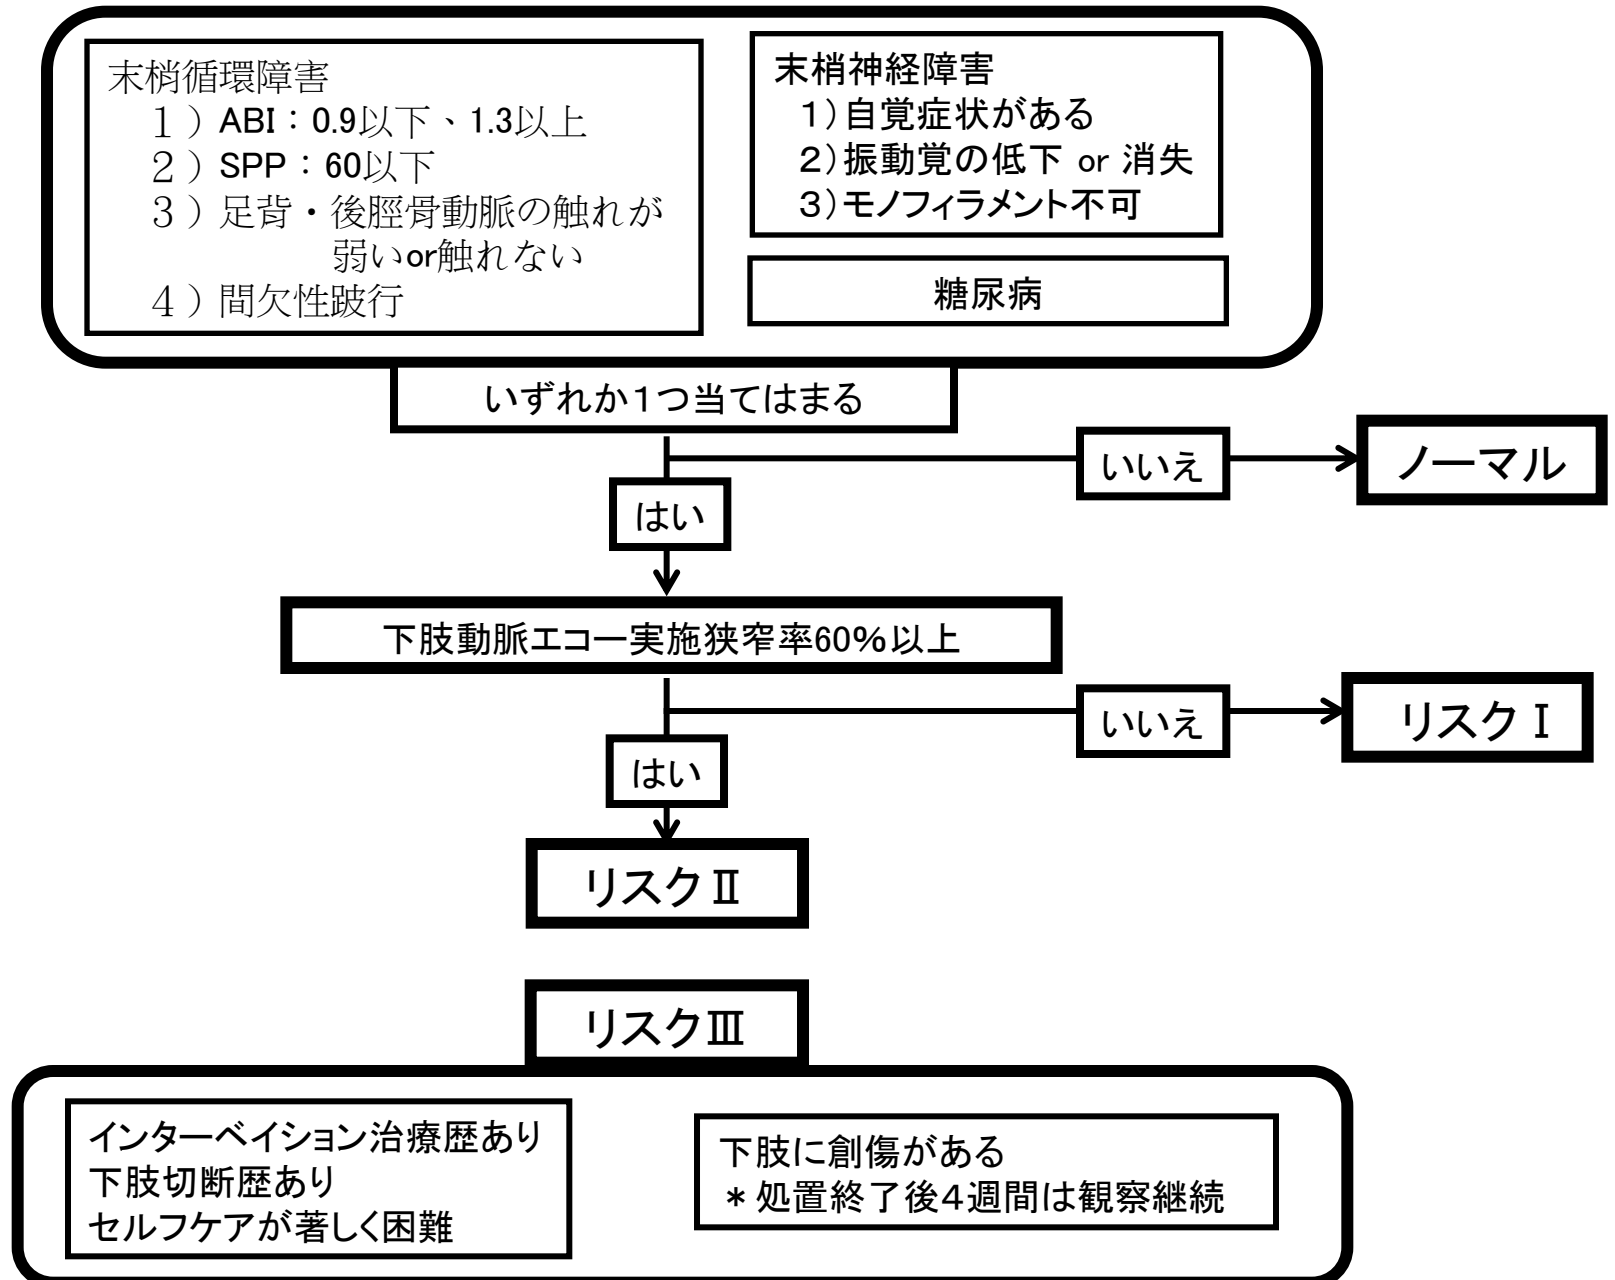 末梢循環障害
１）ABI：0.9以下、1.3以上
２）SPP：60以下
３）足背・後脛骨動脈の触れが
弱いor触れない
４）間欠性跛行
末梢神経障害
１）自覚症状がある
２）振動覚の低下 or 消失
３）モノフィラメント不可
糖尿病
いずれか１つ当てはまる
いいえ
ノーマル
はい
下肢動脈エコー実施狭窄率60％以上
いいえ
リスクⅠ
はい
リスクⅡ
リスクⅢ
インターベイション治療歴あり
下肢切断歴あり
セルフケアが著しく困難
下肢に創傷がある
＊処置終了後４週間は観察継続